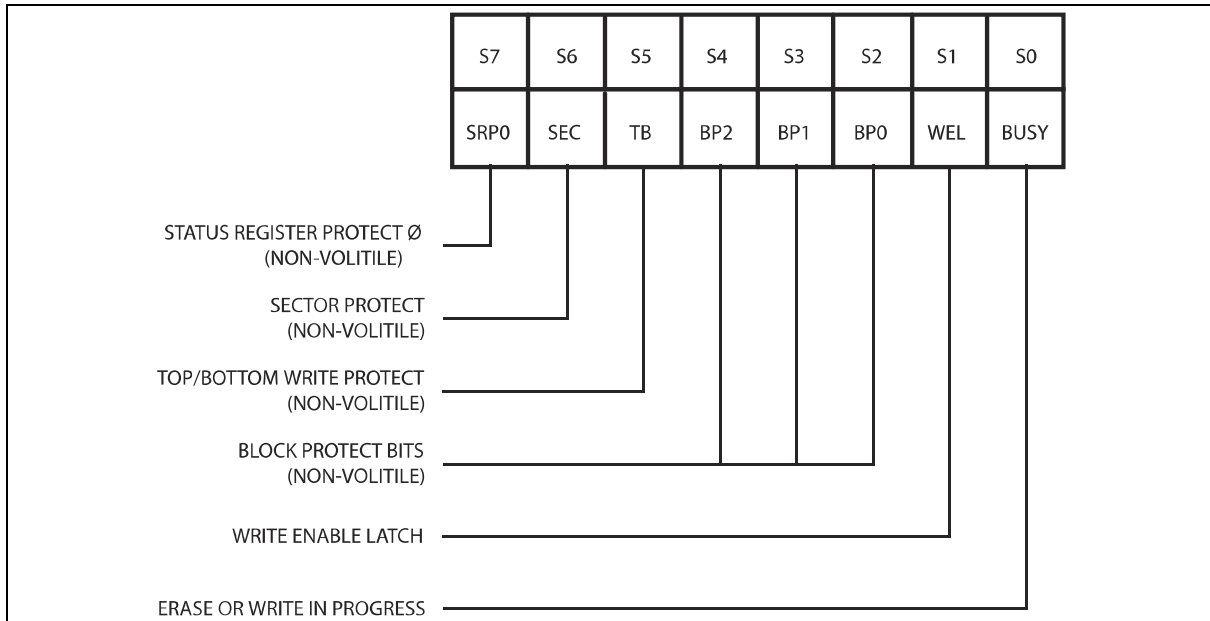 S7 S6 S5 S4 S3 S2 S1 S0
SRP0 SEC TB BP2 BP1 BP0 WEL BUSY
STATUS REGISTER PROTECT Ø
(NON-VOLITILE)
SECTOR PROTECT
(NON-VOLITILE)
TOP/BOTTOM WRITE PROTECT
(NON-VOLITILE)
BLOCK PROTECT BITS
(NON-VOLITILE)
WRITE ENABLE LATCH
ERASE OR WRITE IN PROGRESS